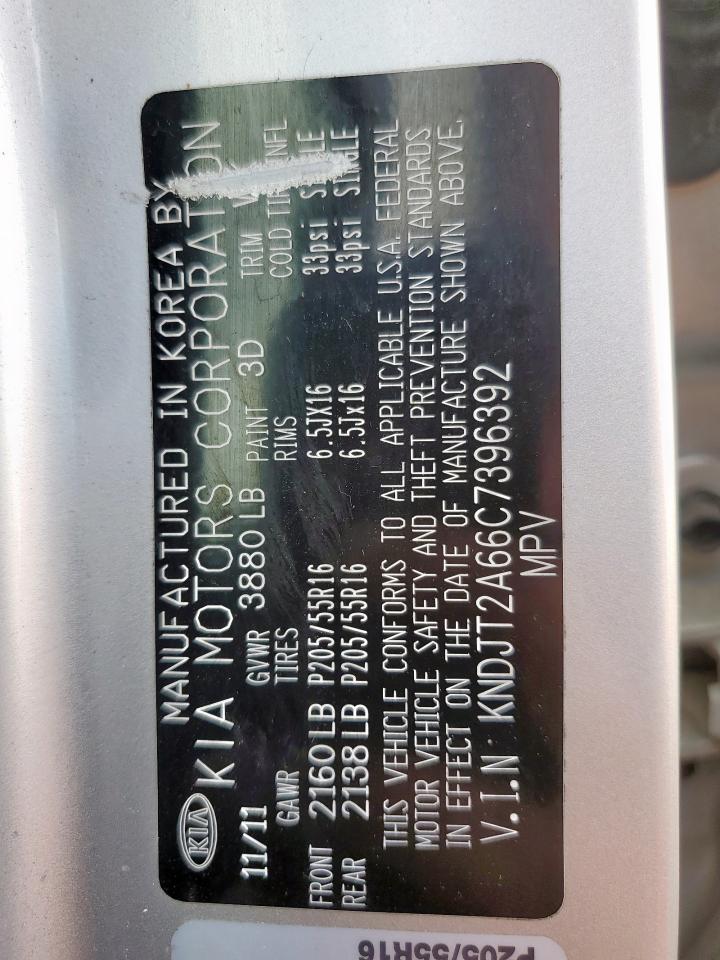 MANUFACTURED IN KOREA BY
KIA KIA MOTORS CORPORATION
11/11 GVWR 3880 LB PAINT 3D TRIM
GAWR TIRES RIMS COLD
FRONT 2160 LB P205/55R16 6.5JX16 33psi SINGLE
REAR 2138 LB P205/55R16 6.5Jx16 33psi SINGLE
THIS VEHICLE CONFORMS TO ALL APPLICABLE U.S.A. FEDERAL
MOTOR VEHICLE SAFETY AND THEFT PREVENTION STANDARDS
IN EFFECT ON THE DATE OF MANUFACTURE SHOWN ABOVE.
V.I.N: KNDJT2A66C7396392
MPV
P205/55R16